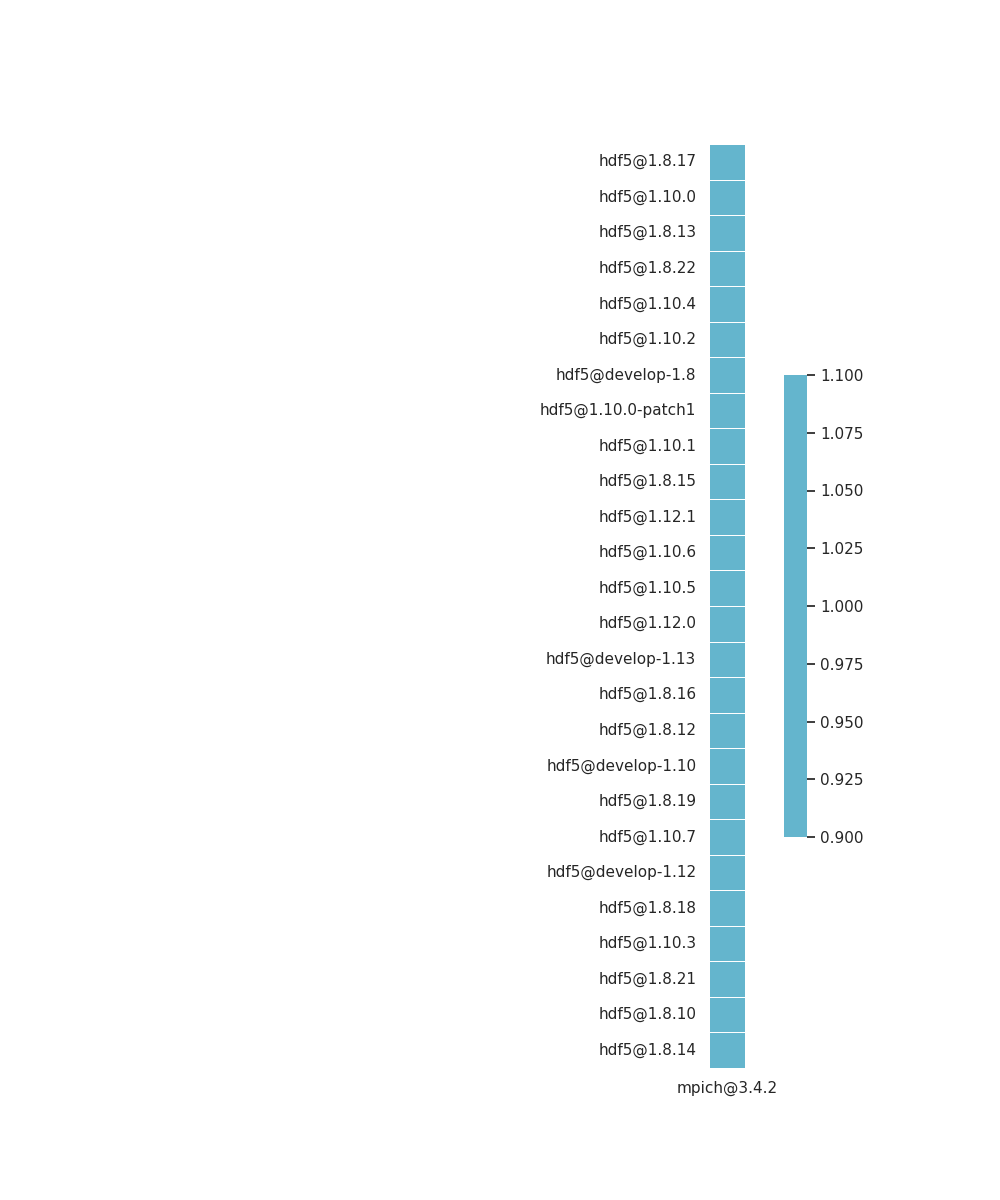 hdf5@1.8.17
hdf5@1.10.0
hdf5@1.8.13
hdf5@1.8.22
hdf5@1.10.4
hdf5@1.10.2
hdf5@develop-1.8
hdf5@1.10.0-patch1
hdf5@1.10.1
hdf5@1.8.15
hdf5@1.12.1
hdf5@1.10.6
hdf5@1.10.5
hdf5@1.12.0
hdf5@develop-1.13
hdf5@1.8.16
hdf5@1.8.12
hdf5@develop-1.10
hdf5@1.8.19
hdf5@1.10.7
hdf5@develop-1.12
hdf5@1.8.18
hdf5@1.10.3
hdf5@1.8.21
hdf5@1.8.10
hdf5@1.8.14
mpich@3.4.2
1.100
1.075
1.050
1.025
1.000
0.975
0.950
0.925
0.900